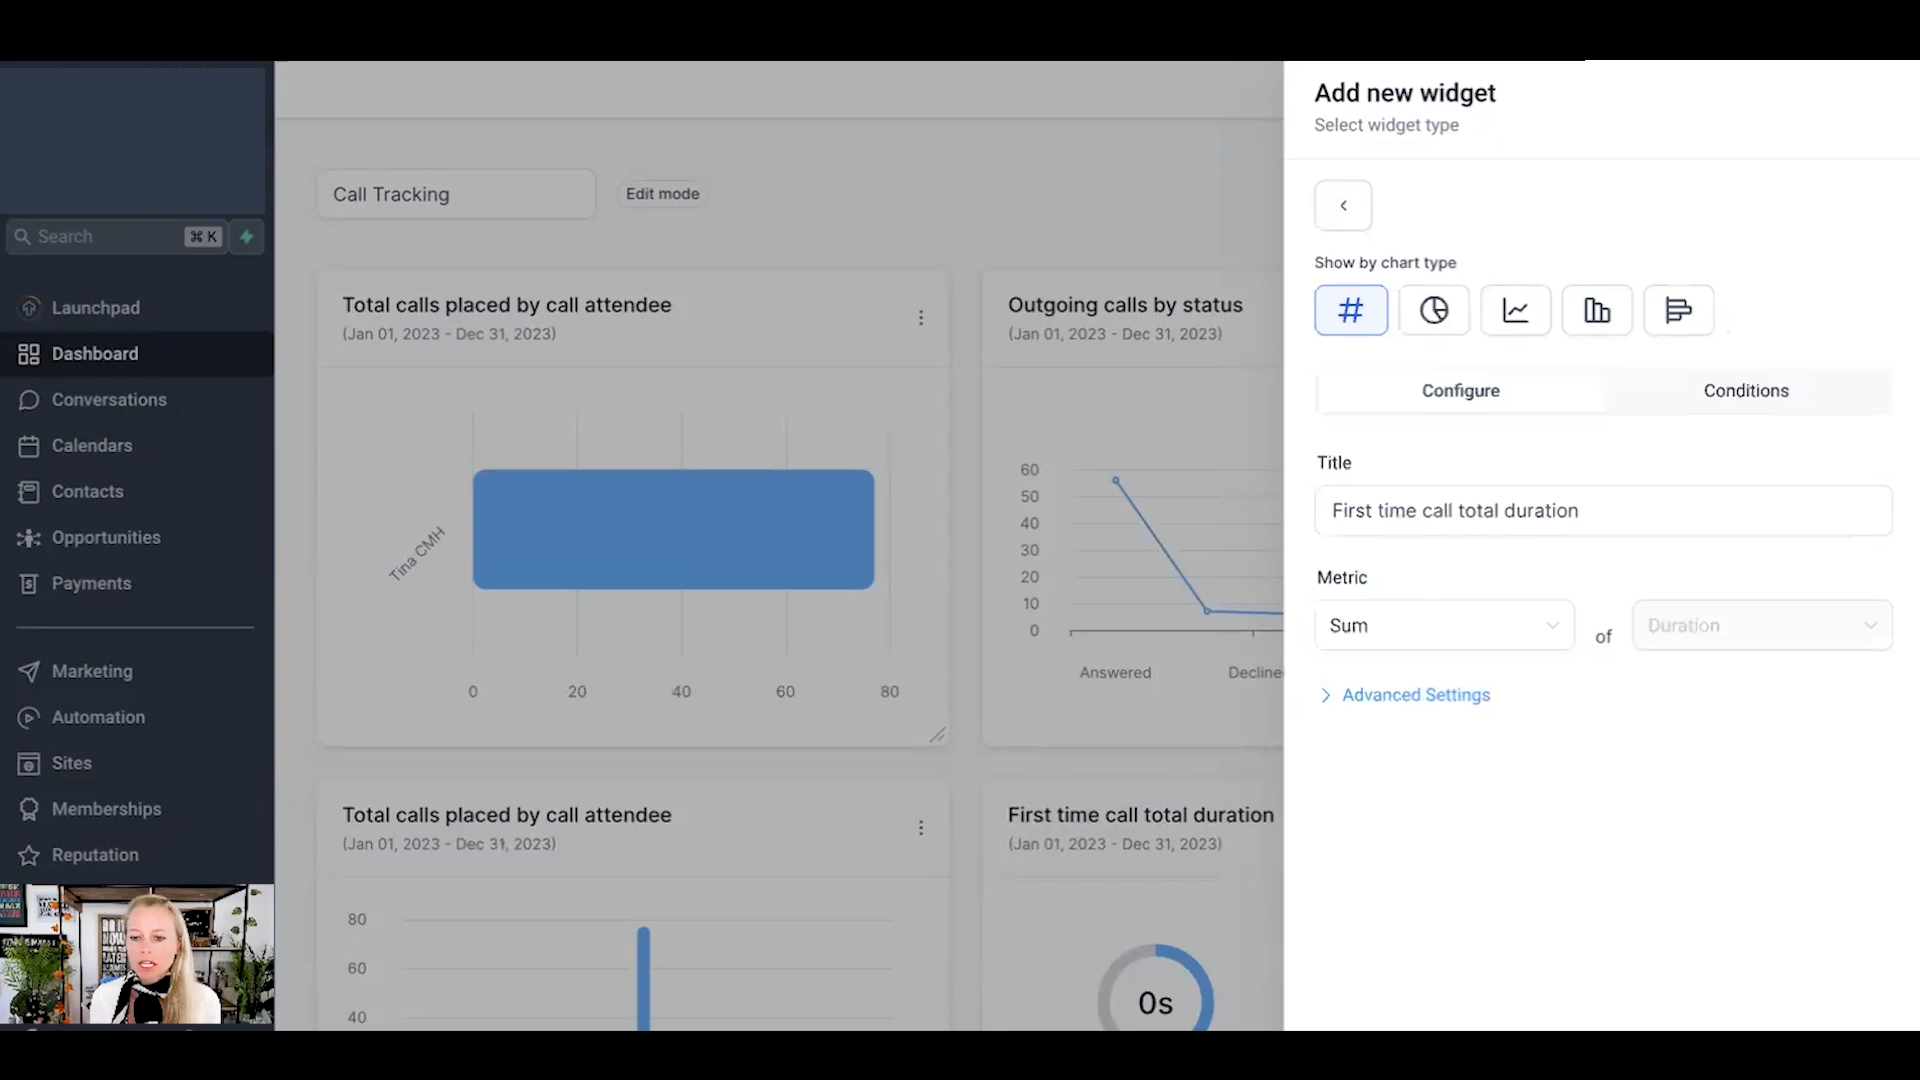 Search
⌘ K
Launchpad
Dashboard
Conversations
Calendars
Contacts
Opportunities
Payments
Marketing
Automation
Sites
Memberships
Reputation
Call Tracking
Edit mode
Total calls placed by call attendee
(Jan 01, 2023 - Dec 31, 2023)
Tina CMH
0
20
40
60
80
Outgoing calls by status
(Jan 01, 2023 - Dec 31, 2023)
60
50
40
30
20
10
0
Answered
Decline
Total calls placed by call attendee
(Jan 01, 2023 - Dec 31, 2023)
80
60
40
First time call total duration
(Jan 01, 2023 - Dec 31, 2023)
0s
Add new widget
Select widget type
Show by chart type
Configure
Conditions
Title
First time call total duration
Metric
Sum
of
Duration
Advanced Settings